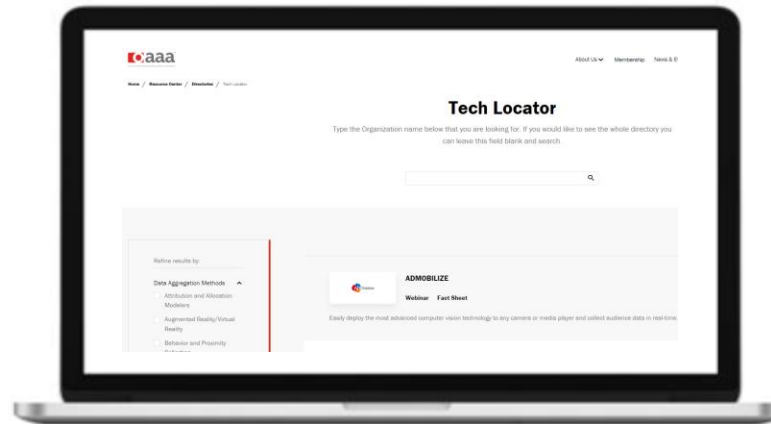 oaaa
About Us Membership News & E
Home / Resource Center / Directories / Tech Locator
Tech Locator
Type the Organization name below that you are looking for. If you would like to see the whole directory you
can leave this field blank and search.
Refine results by:
Data Aggregation Methods
Attribution and Allocation
Modelers
Augmented Reality/Virtual
Reality
Behavior and Proximity
ADMOBILIZE
Webinar Fact Sheet
Easily deploy the most advanced computer vision technology to any camera or media player and collect audience data in real-time.